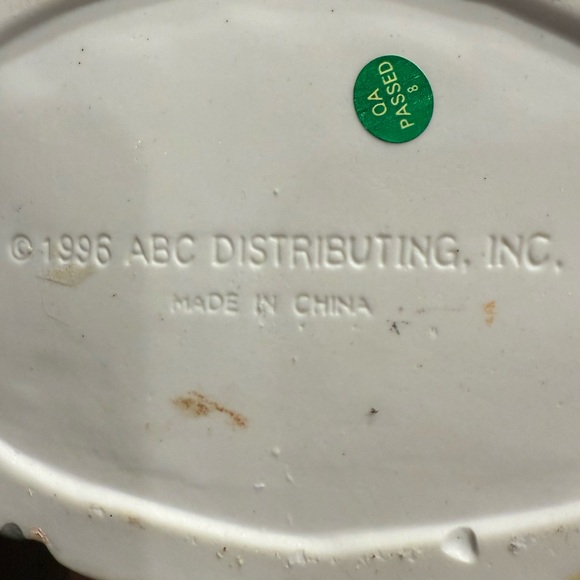 QA
PASSED
8
© 1996 ABC DISTRIBUTING, INC.
MADE IN CHINA